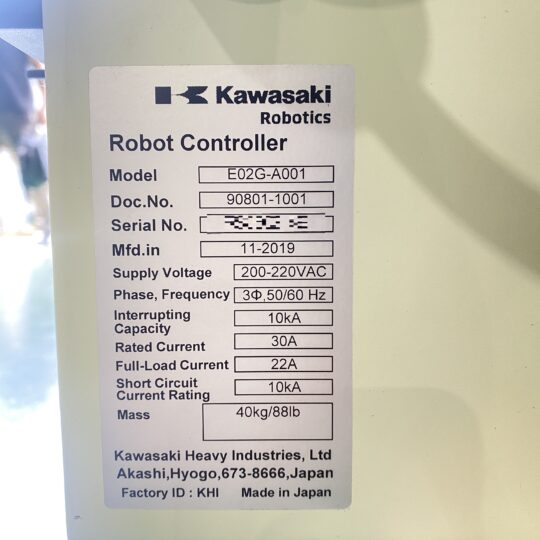 Kawasaki
Robotics
Robot Controller
Model E02G-A001
Doc.No. 90801-1001
Serial No.
Mfd.in 11-2019
Supply Voltage 200-220VAC
Phase, Frequency 3Φ,50/60 Hz
Interrupting
Capacity 10kA
Rated Current 30A
Full-Load Current 22A
Short Circuit
Current Rating 10kA
Mass 40kg/88lb
Kawasaki Heavy Industries, Ltd
Akashi,Hyogo,673-8666,Japan
Factory ID : KHI Made in Japan